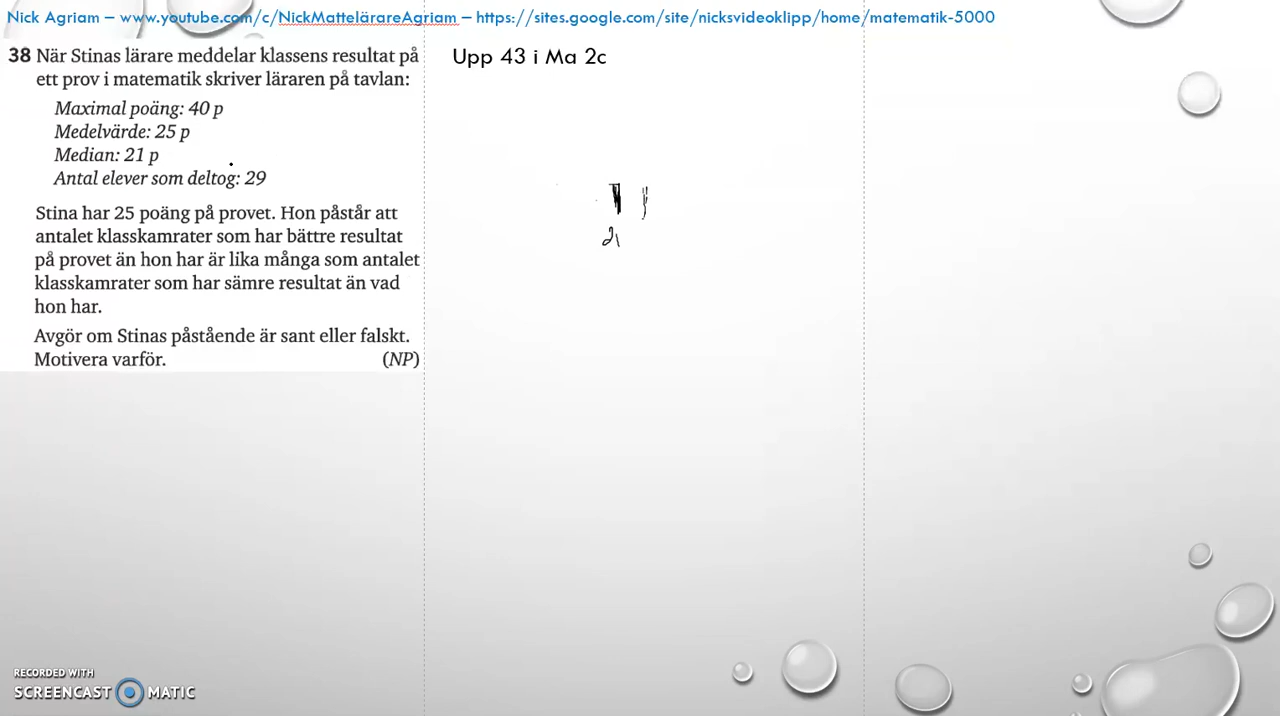 Nick Agriam – www.youtube.com/c/NickMattelärareAgriam – https://sites.google.com/site/nicksvideoklipp/home/matematik-5000
38 När Stinas lärare meddelar klassens resultat på
ett prov i matematik skriver läraren på tavlan:
Maximal poäng: 40 p
Medelvärde: 25 p
Median: 21 p
Antal elever som deltog: 29
Stina har 25 poäng på provet. Hon påstår att
antalet klasskamrater som har bättre resultat
på provet än hon har är lika många som antalet
klasskamrater som har sämre resultat än vad
hon har.
Avgör om Stinas påstående är sant eller falskt.
Motivera varför. (NP)
Upp 43 i Ma 2c
21
RECORDED WITH
SCREENCAST MATIC